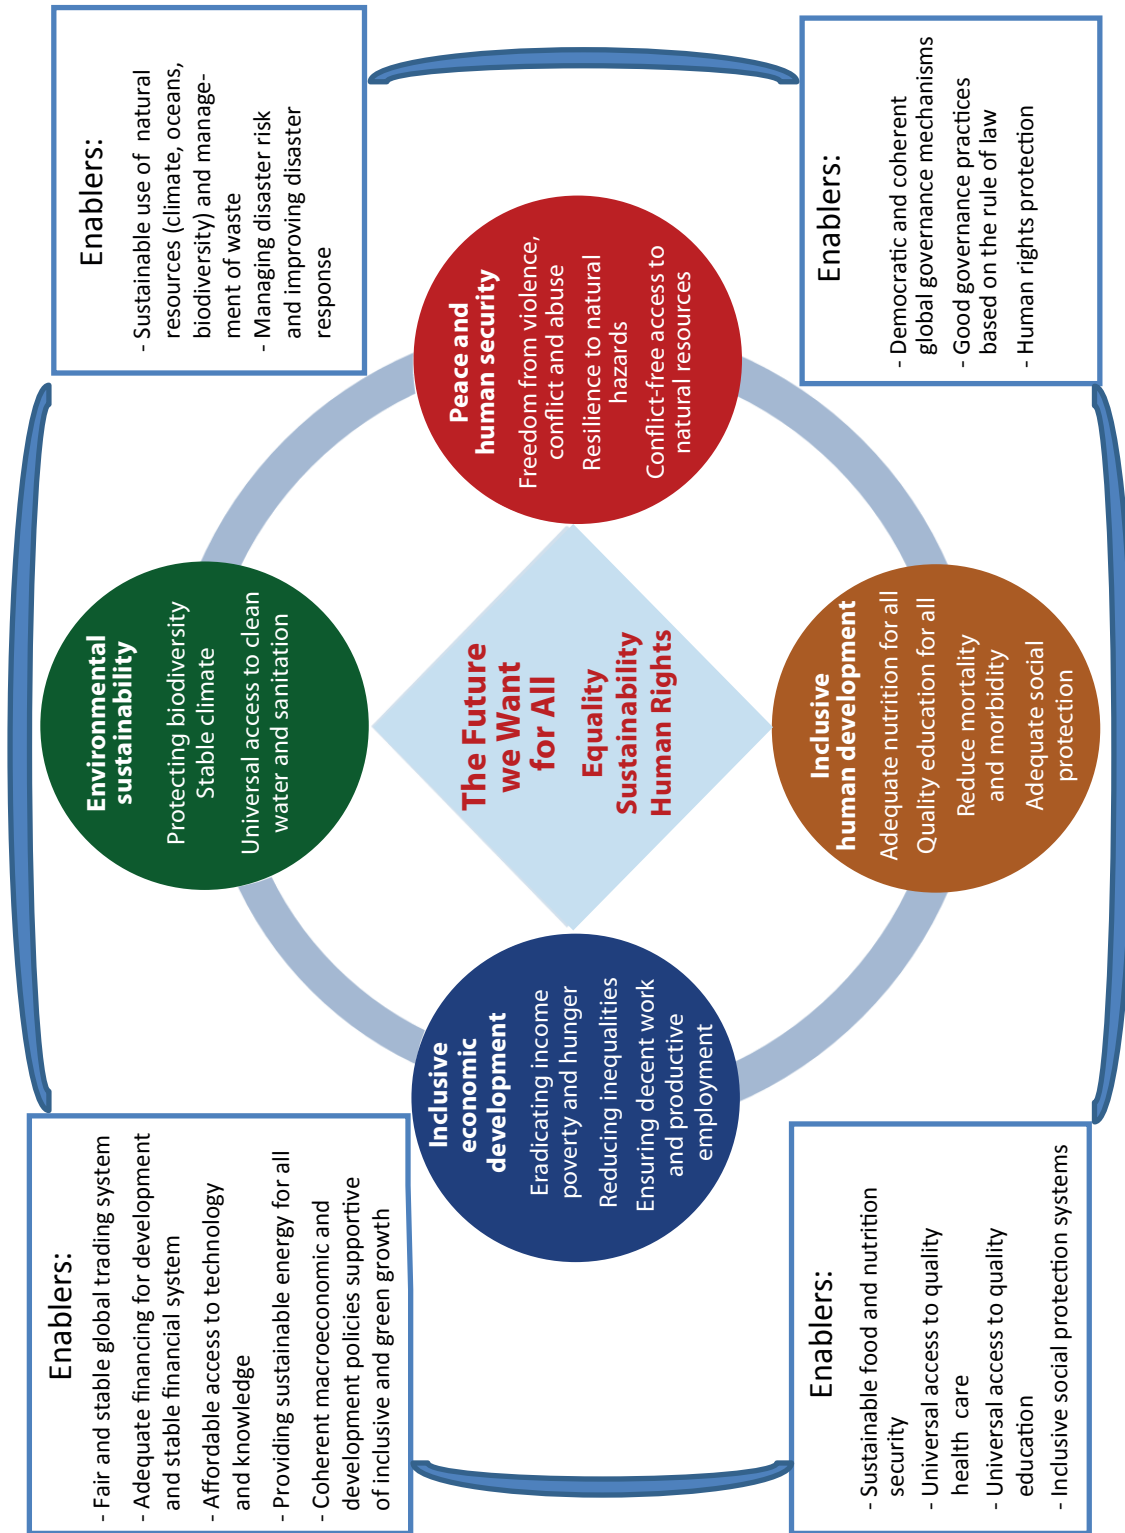 Enablers:
- Fair and stable global trading system
- Adequate financing for development
and stable financial system
- Affordable access to technology
and knowledge
- Providing sustainable energy for all
- Coherent macroeconomic and
development policies supportive
of inclusive and green growth
Environmental
sustainability
Protecting biodiversity
Stable climate
Universal access to clean
water and sanitation
Enablers:
- Sustainable use of natural
resources (climate, oceans,
biodiversity) and manage-
ment of waste
- Managing disaster risk
and improving disaster
response
Inclusive
economic
development
Eradicating income
poverty and hunger
Reducing inequalities
Ensuring decent work
and productive
employment
The Future
we Want
for All
Equality
Sustainability
Human Rights
Peace and
human security
Freedom from violence,
conflict and abuse
Resilience to natural
hazards
Conflict-free access to
natural resources
Enablers:
- Sustainable food and nutrition
security
- Universal access to quality
health care
- Universal access to quality
education
- Inclusive social protection systems
Inclusive
human development
Adequate nutrition for all
Quality education for all
Reduce mortality
and morbidity
Adequate social
protection
Enablers:
- Democratic and coherent
global governance mechanisms
- Good governance practices
based on the rule of law
- Human rights protection